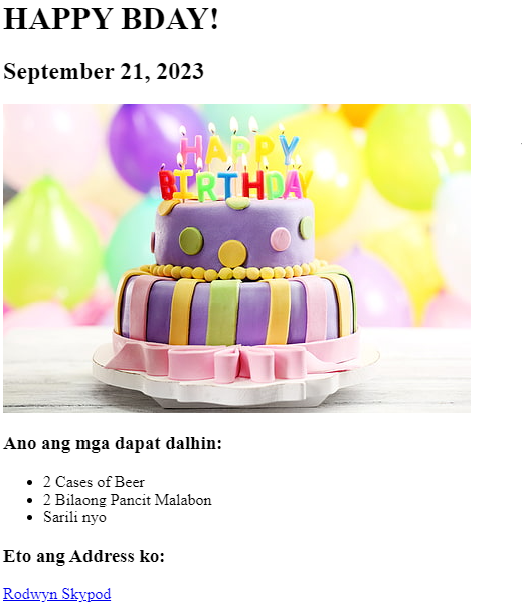 HAPPY BDAY!
September 21, 2023
HAPPY
BIRTHDAY
Ano ang mga dapat dalhin:
2 Cases of Beer
2 Bilaong Pancit Malabon
Sarili nyo
Eto ang Address ko:
Rodwyn Skypod